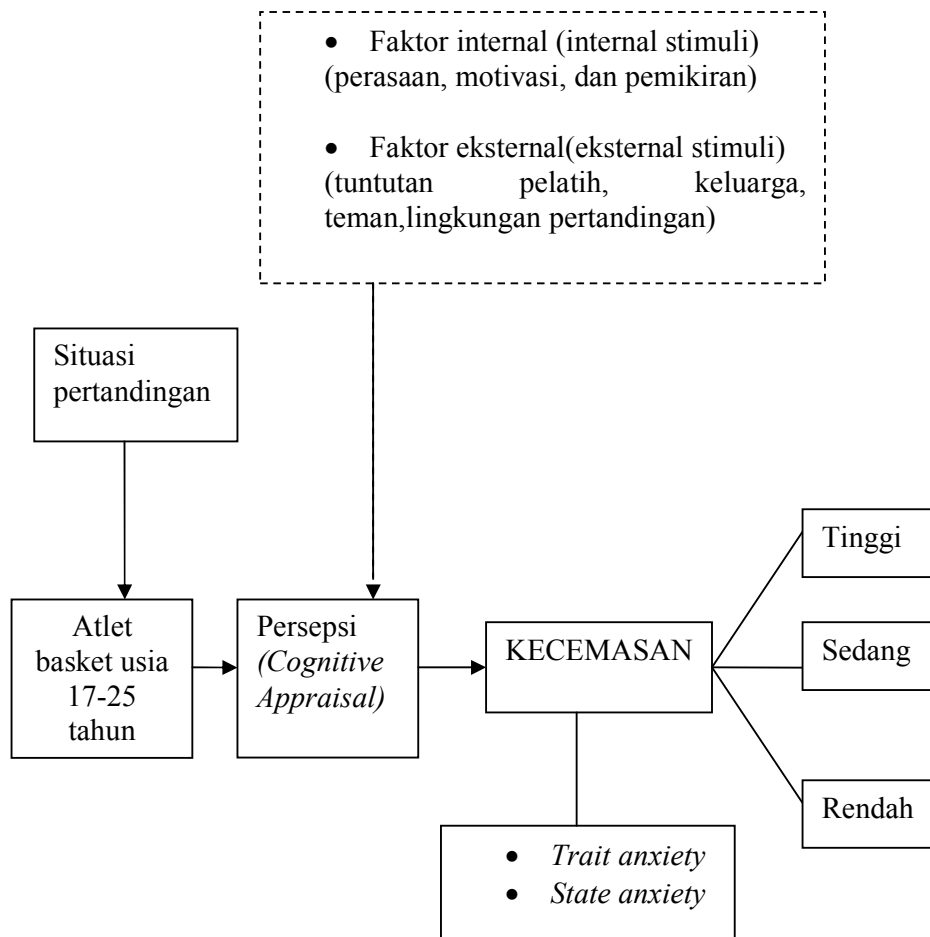 • Faktor internal (internal stimuli)
(perasaan, motivasi, dan pemikiran)
• Faktor eksternal(eksternal stimuli)
(tuntutan pelatih, keluarga,
teman,lingkungan pertandingan)
Situasi
pertandingan
Atlet
basket usia
17-25
tahun
Persepsi
(Cognitive
Appraisal)
KECEMASAN
Tinggi
Sedang
Rendah
• Trait anxiety
• State anxiety